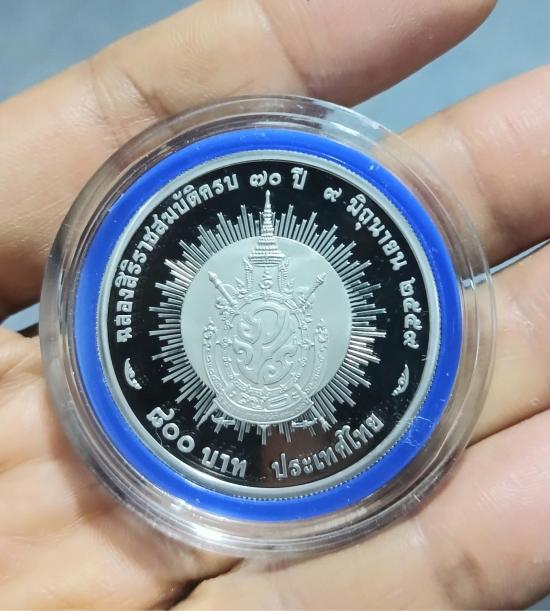 ฉลองสิริราชสมบัติครบ ๗๐ ปี ๙ มิถุนายน ๒๕๕๙
๘๐๐ บาท ประเทศไทย